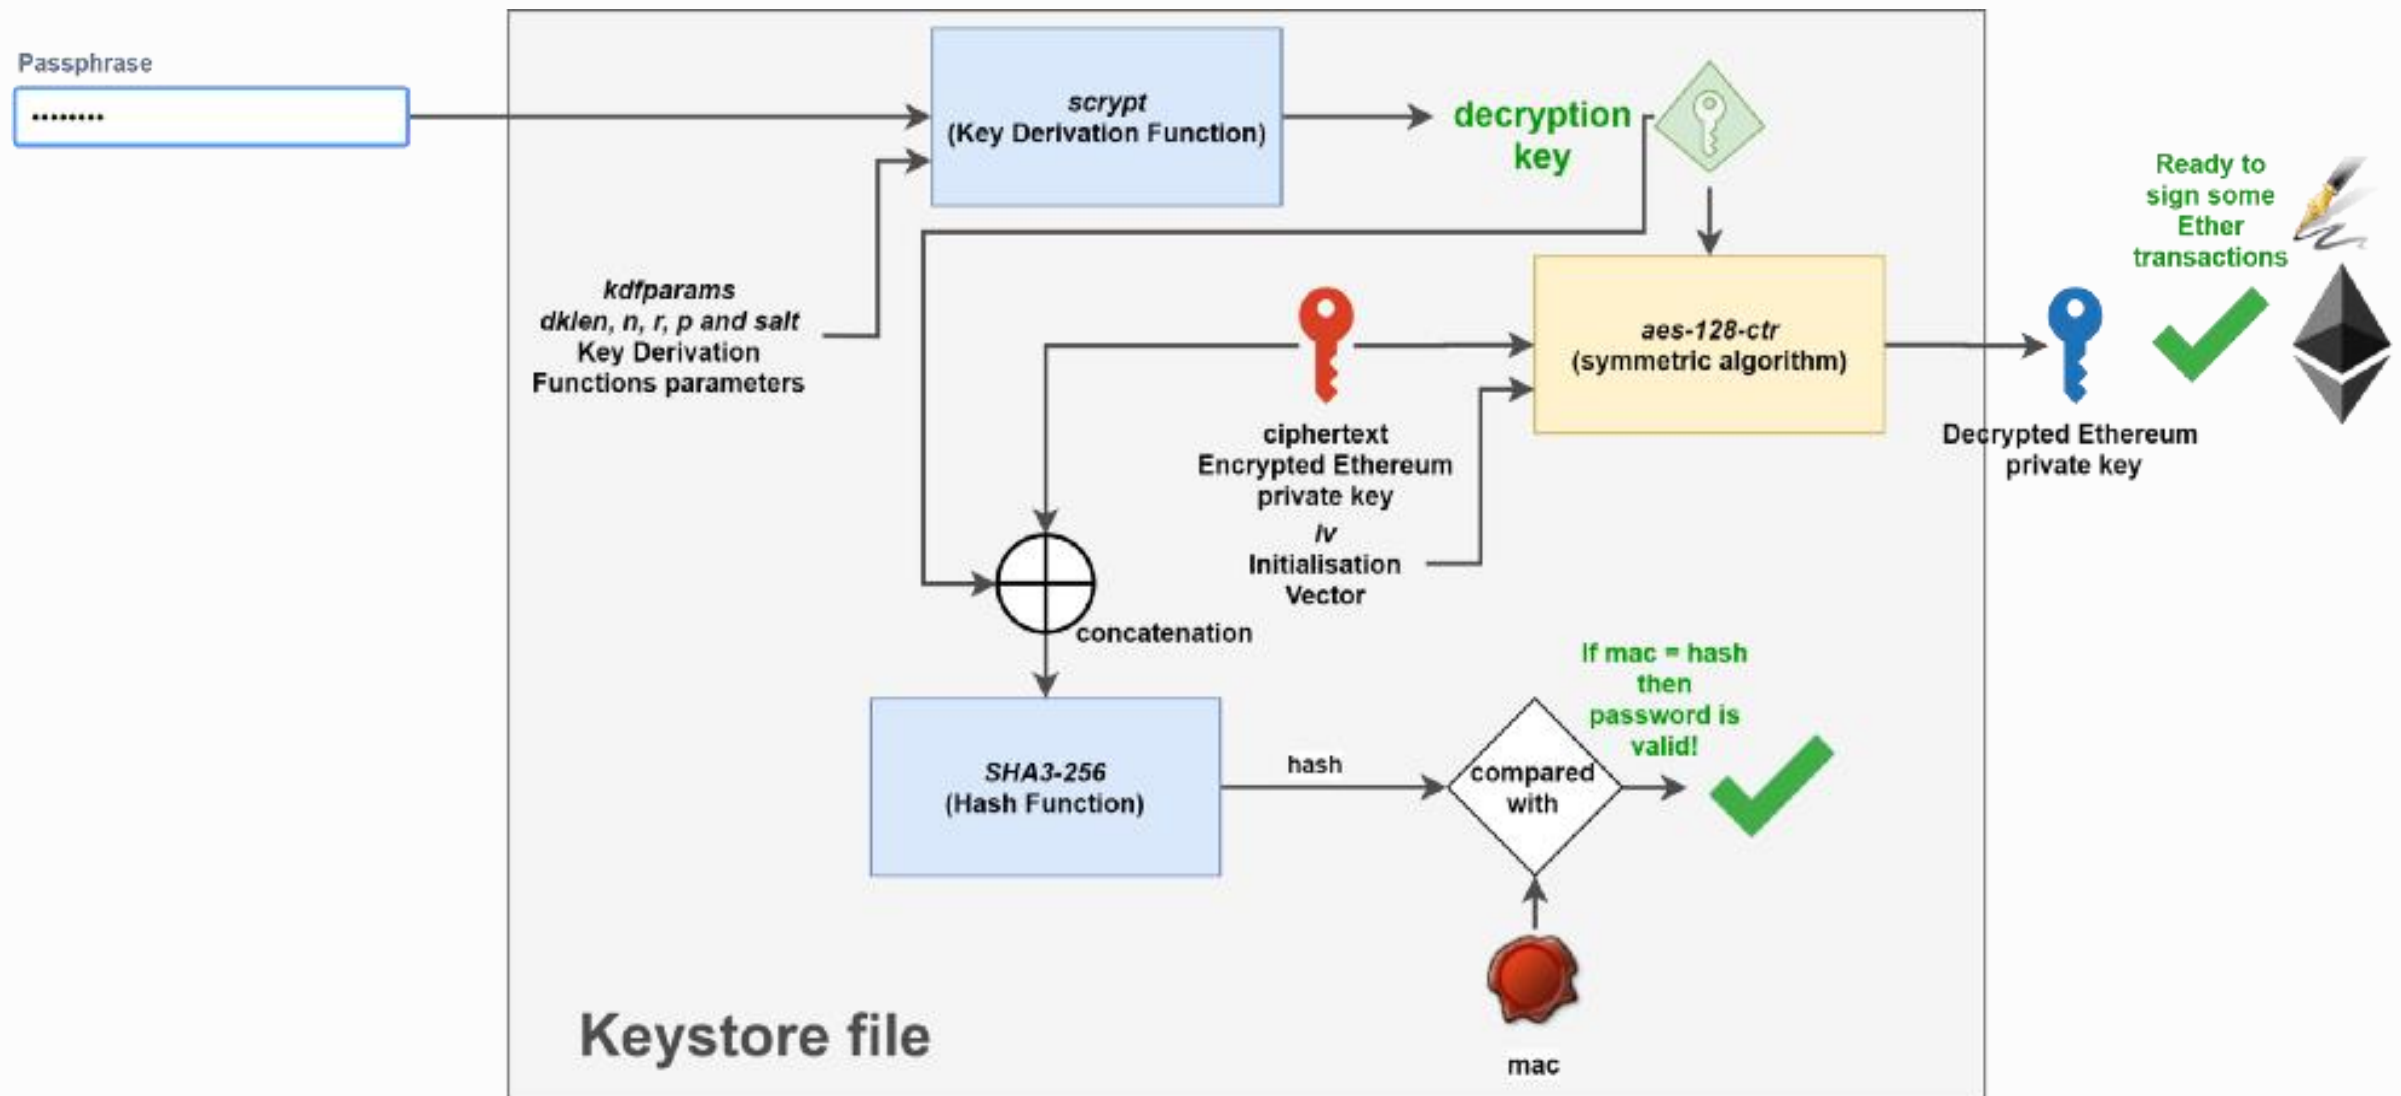 Passphrase
••••••••
scrypt
(Key Derivation Function)
decryption
key
Ready to
sign some
Ether
transactions
kdfparams
dklen, n, r, p and salt
Key Derivation
Functions parameters
aes-128-ctr
(symmetric algorithm)
ciphertext
Encrypted Ethereum
private key
Decrypted Ethereum
private key
iv
Initialisation
Vector
concatenation
If mac = hash
then
password is
valid!
SHA3-256
(Hash Function)
hash
compared
with
Keystore file
mac